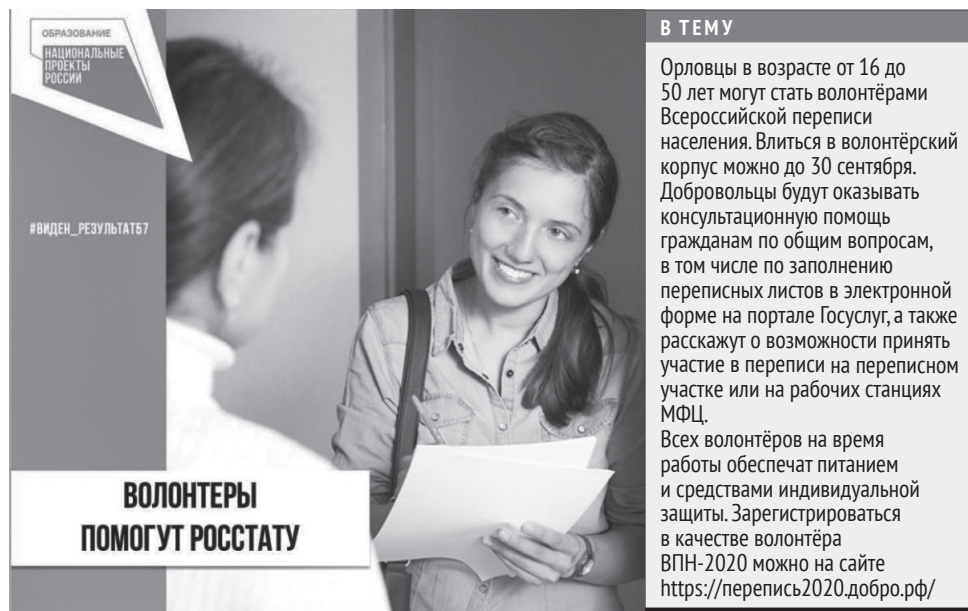 ОБРАЗОВАНИЕ
НАЦИОНАЛЬНЫЕ
ПРОЕКТЫ
РОССИИ
#ВИДЕН_РЕЗУЛЬТАТ57
ВОЛОНТЕРЫ
ПОМОГУТ РОССТАТУ
В ТЕМУ
Орловцы в возрасте от 16 до
50 лет могут стать волонтёрами
Всероссийской переписи
населения. Влиться в волонтёрский
корпус можно до 30 сентября.
Добровольцы будут оказывать
консультационную помощь
гражданам по общим вопросам,
в том числе по заполнению
переписных листов в электронной
форме на портале Госуслуг, а также
расскажут о возможности принять
участие в переписи на переписном
участке или на рабочих станциях
МФЦ.
Всех волонтёров на время
работы обеспечат питанием
и средствами индивидуальной
защиты. Зарегистрироваться
в качестве волонтёра
ВПН-2020 можно на сайте
https://перепись2020.добро.рф/